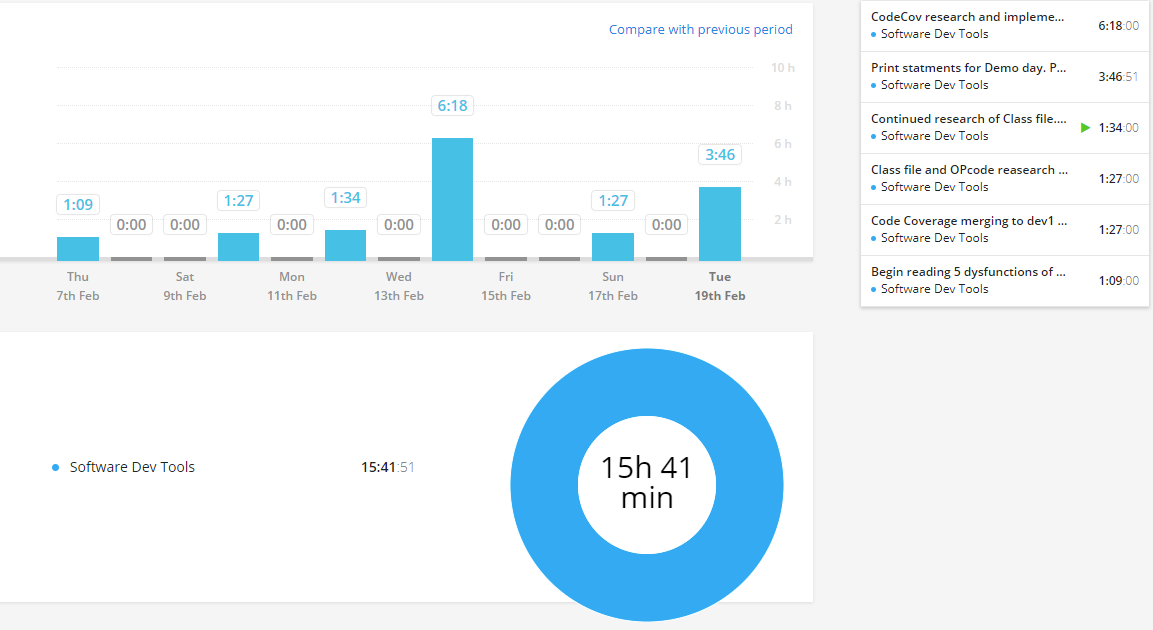 Compare with previous period
10 h
8 h
6 h
4 h
2 h
1:09
0:00
0:00
1:27
0:00
1:34
0:00
6:18
0:00
0:00
1:27
0:00
3:46
Thu
7th Feb
Sat
9th Feb
Mon
11th Feb
Wed
13th Feb
Fri
15th Feb
Sun
17th Feb
Tue
19th Feb
Software Dev Tools 15:41:51
15h 41
min
CodeCov research and impleme... 6:18:00
Software Dev Tools
Print statments for Demo day. P... 3:46:51
Software Dev Tools
Continued research of Class file.... 1:34:00
Software Dev Tools
Class file and OPcode reasearch ... 1:27:00
Software Dev Tools
Code Coverage merging to dev1 ... 1:27:00
Software Dev Tools
Begin reading 5 dysfunctions of ... 1:09:00
Software Dev Tools